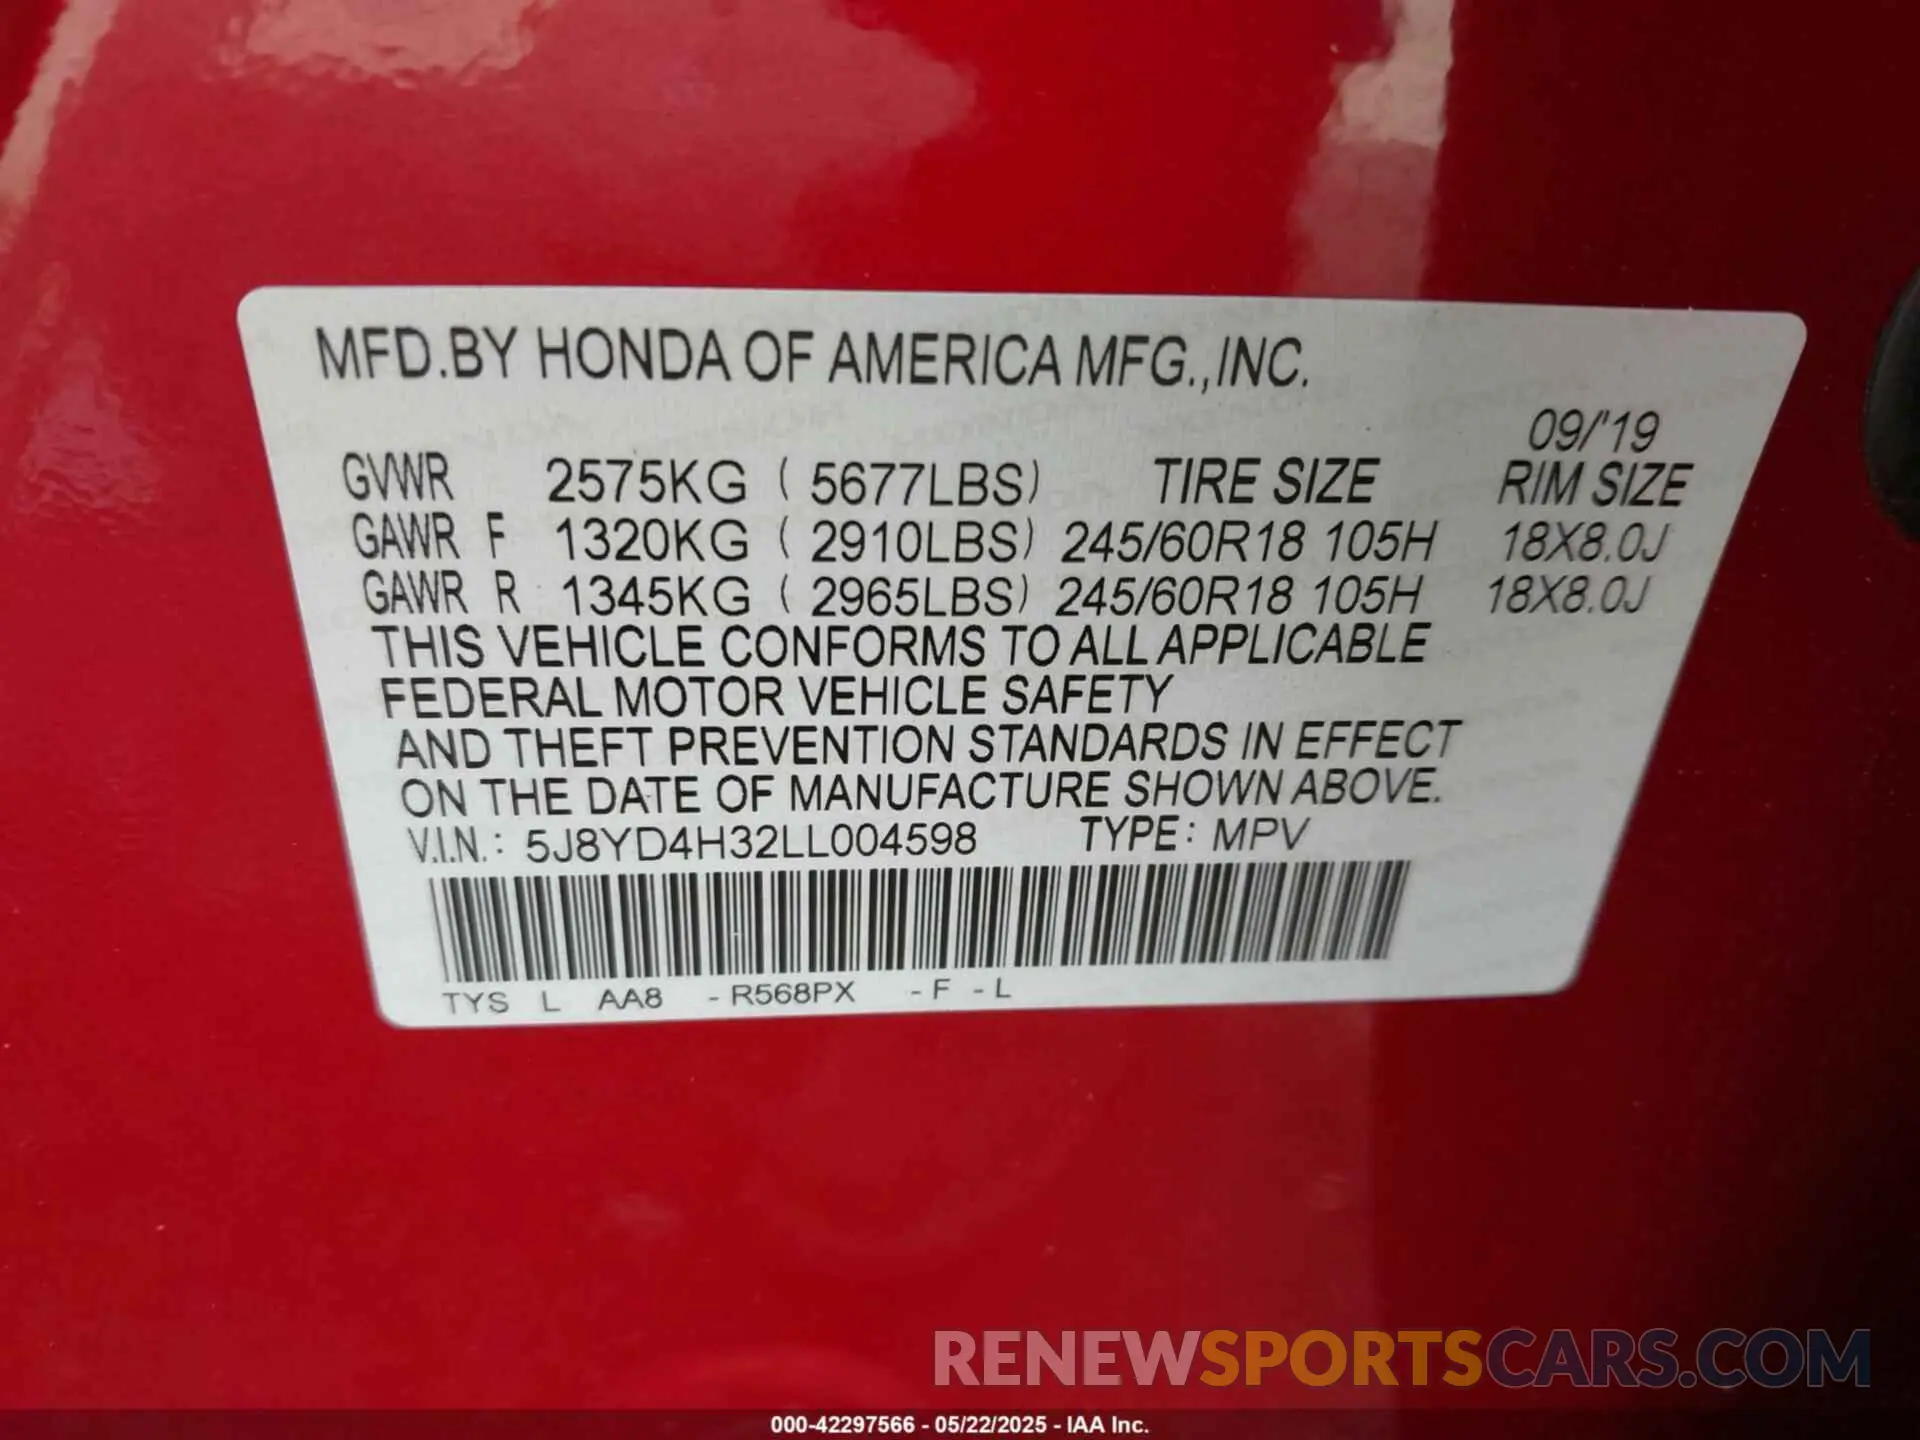 MFD.BY HONDA OF AMERICA MFG.,INC.
09/'19
GVWR 2575KG ( 5677LBS) TIRE SIZE RIM SIZE
GAWR F 1320KG ( 2910LBS) 245/60R18 105H 18X8.0J
GAWR R 1345KG ( 2965LBS) 245/60R18 105H 18X8.0J
THIS VEHICLE CONFORMS TO ALL APPLICABLE
FEDERAL MOTOR VEHICLE SAFETY
AND THEFT PREVENTION STANDARDS IN EFFECT
ON THE DATE OF MANUFACTURE SHOWN ABOVE.
V.I.N.: 5J8YD4H32LL004598 TYPE: MPV
TYS L AA8 - R568PX - F - L
RENEWSPORTSCARS.COM
000-42297566 - 05/22/2025 - IAA Inc.